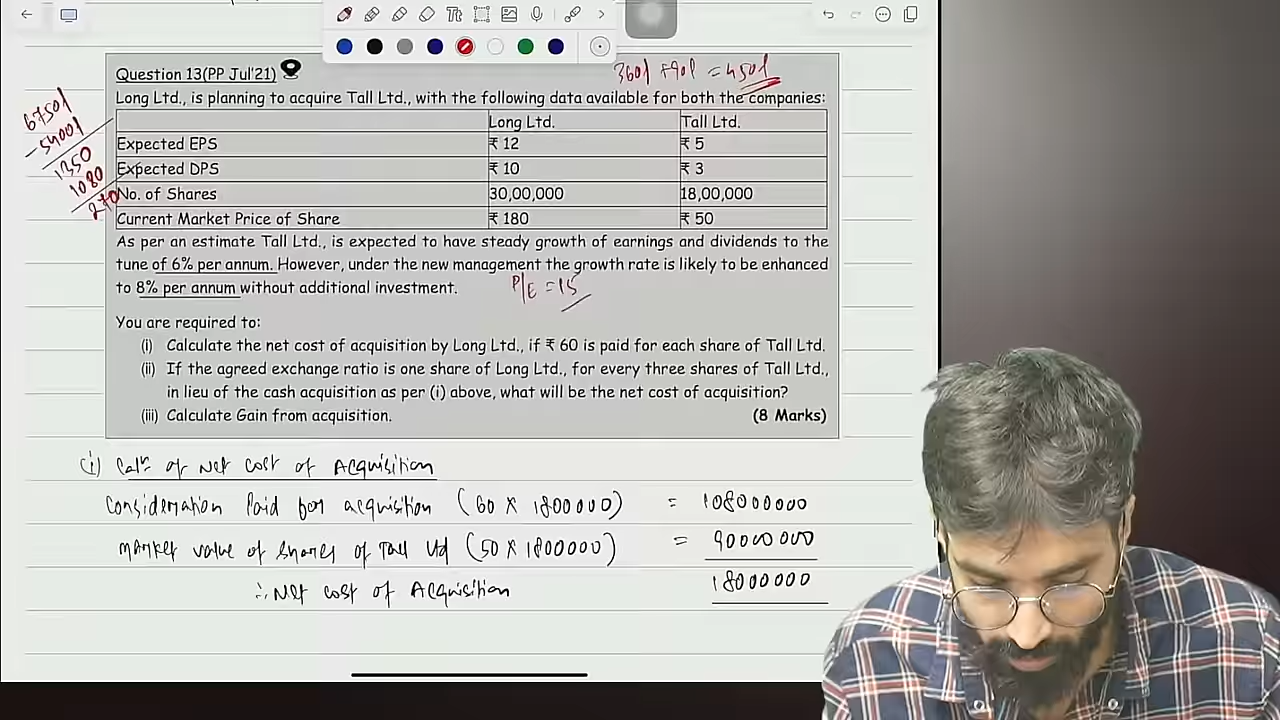 Question 13(PP Jul'21)
360l + 90l = 450l
Long Ltd., is planning to acquire Tall Ltd., with the following data available for both the companies:
Long Ltd. Tall Ltd.
Expected EPS ₹ 12 ₹ 5
Expected DPS ₹ 10 ₹ 3
No. of Shares 30,00,000 18,00,000
Current Market Price of Share ₹ 180 ₹ 50
6750l
- 5400l
1350
1080
270
As per an estimate Tall Ltd., is expected to have steady growth of earnings and dividends to the
tune of 6% per annum. However, under the new management the growth rate is likely to be enhanced
to 8% per annum without additional investment.
P/E = 15
You are required to:
(i) Calculate the net cost of acquisition by Long Ltd., if ₹ 60 is paid for each share of Tall Ltd.
(ii) If the agreed exchange ratio is one share of Long Ltd., for every three shares of Tall Ltd.,
in lieu of the cash acquisition as per (i) above, what will be the net cost of acquisition?
(iii) Calculate Gain from acquisition. (8 Marks)
(i) Calⁿ of Net Cost of Acquisition
Consideration Paid for acquisition (60 x 1800000) = 108000000
Market value of shares of Tall Ltd (50 x 1800000) = 90000000
∴ Net cost of Acquisition 18000000